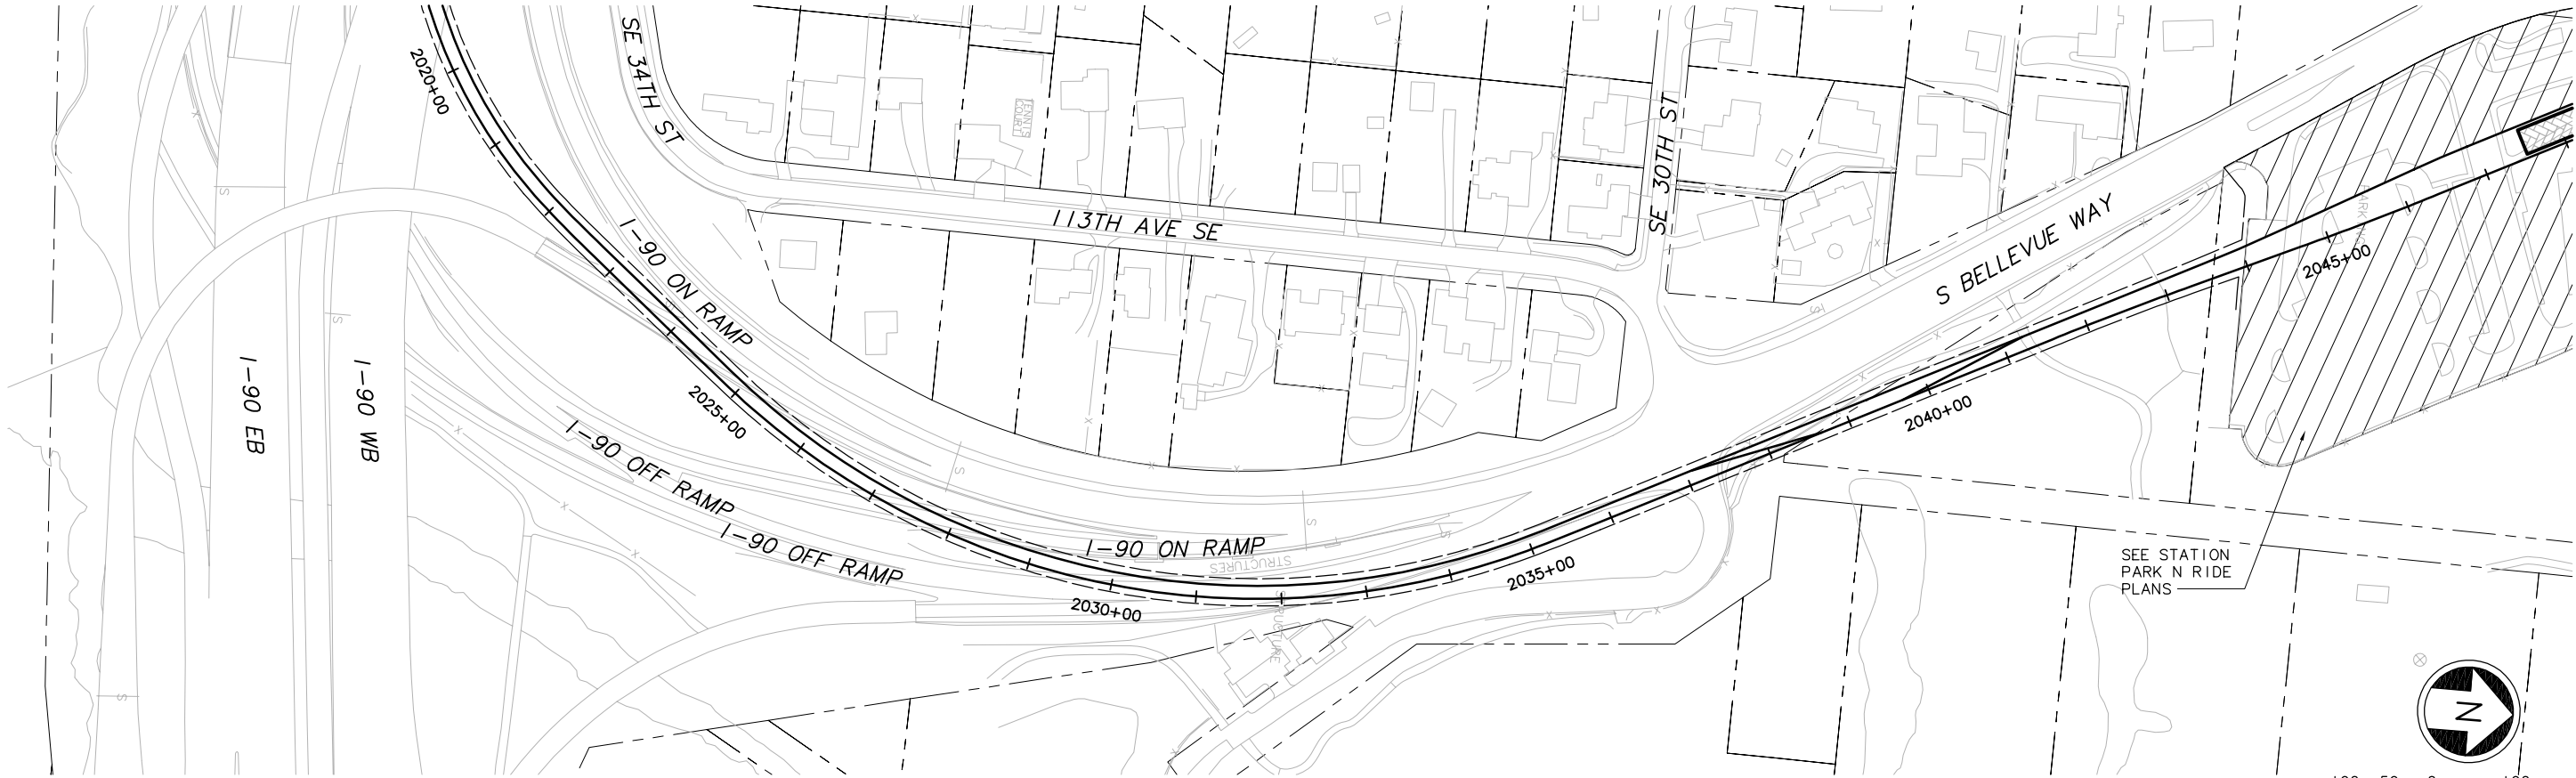 2020+00
SE 34TH ST
TENNIS
COURT
I-90 ON RAMP
113TH AVE SE
SE 30TH ST
S BELLEVUE WAY
2045+00
I-90 EB
I-90 WB
2025+00
I-90 OFF RAMP
I-90 OFF RAMP
I-90 ON RAMP
STRUCTURES
STRUCTURE
2030+00
2035+00
2040+00
SEE STATION
PARK N RIDE
PLANS
N